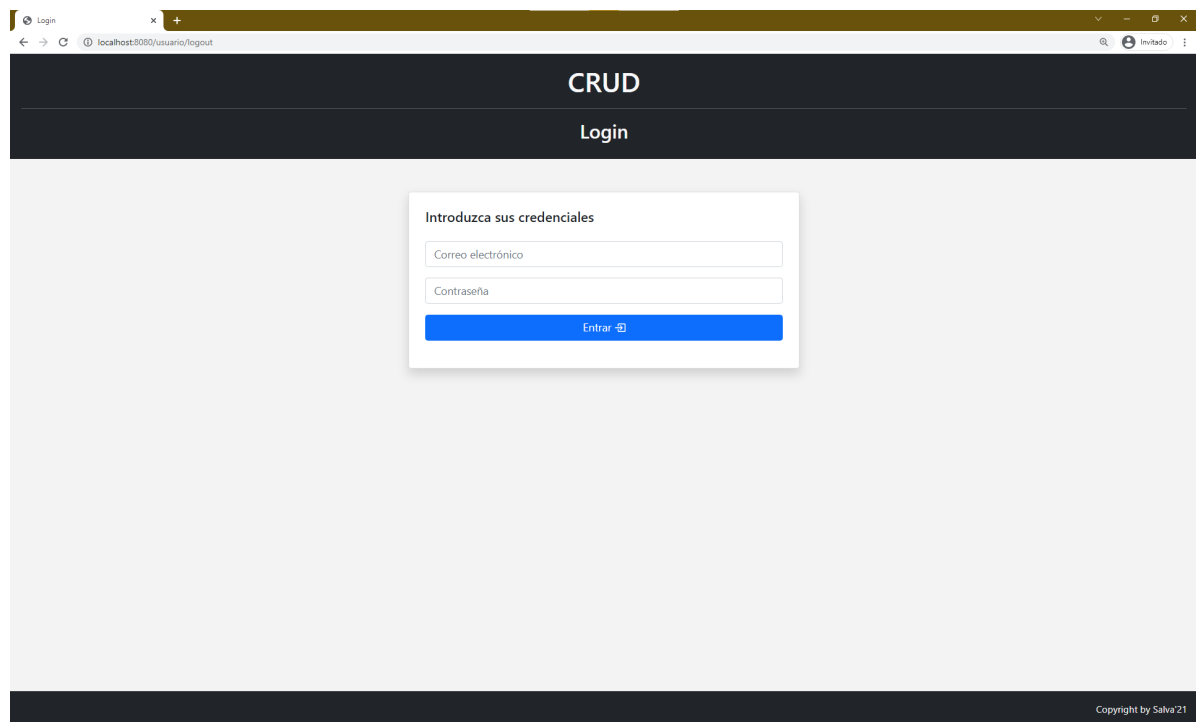 Login
localhost:8080/usuario/logout
Invitado
CRUD
Login
Introduzca sus credenciales
Correo electrónico
Contraseña
Entrar
Copyright by Salva'21